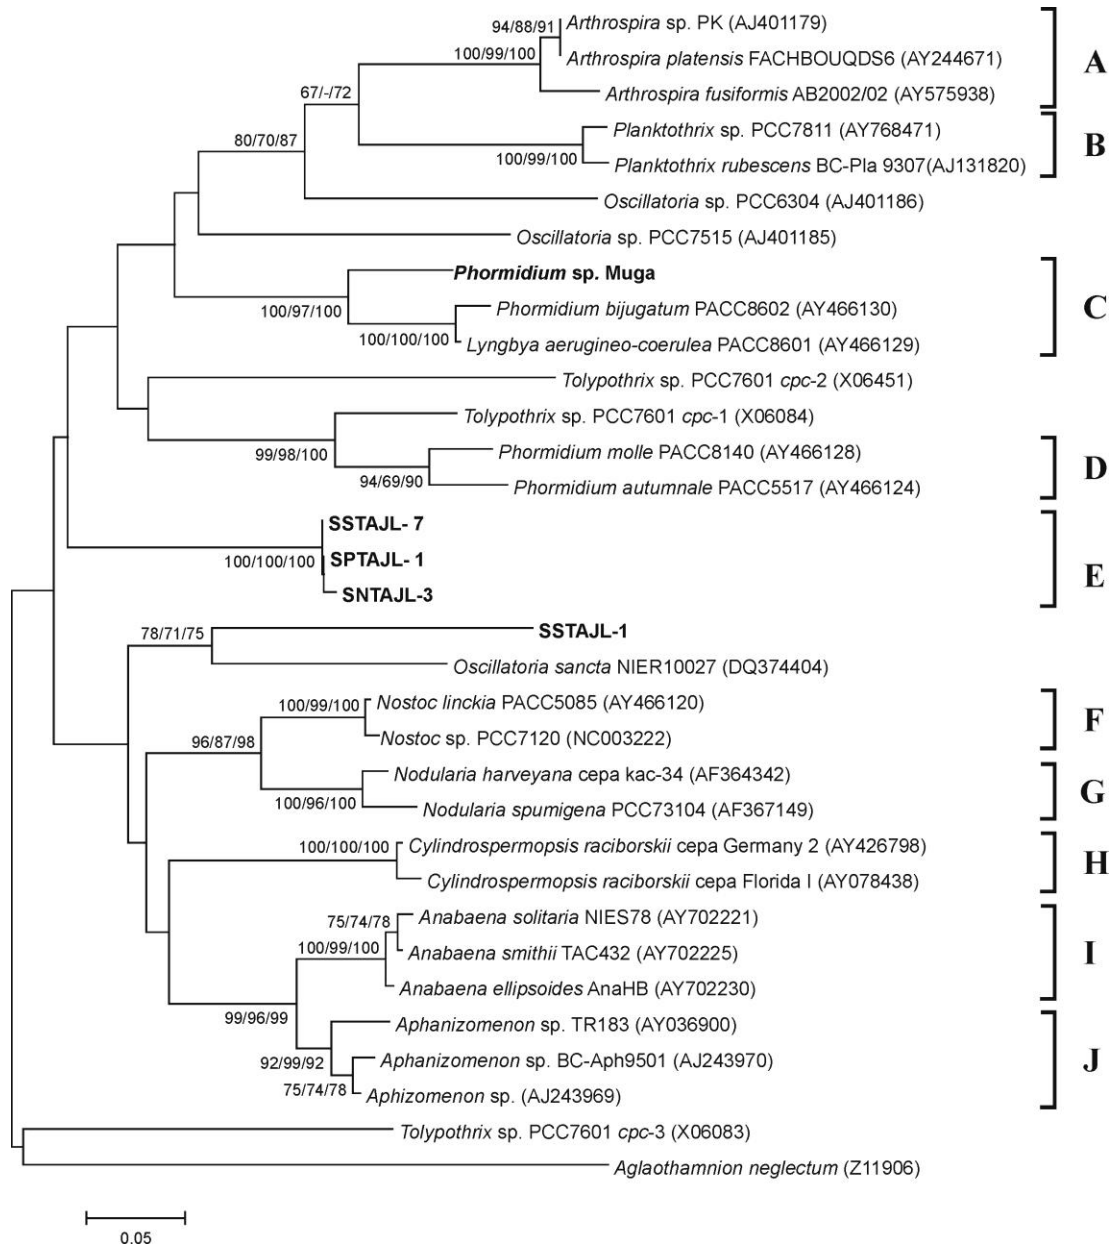 94/88/91
Arthrospira sp. PK (AJ401179)
100/99/100
Arthrospira platensis FACHBOUQDS6 (AY244671)
A
67/-/72
Arthrospira fusiformis AB2002/02 (AY575938)
Planktothrix sp. PCC7811 (AY768471)
80/70/87
B
100/99/100
Planktothrix rubescens BC-Pla 9307(AJ131820)
Oscillatoria sp. PCC6304 (AJ401186)
Oscillatoria sp. PCC7515 (AJ401185)
Phormidium sp. Muga
100/97/100
Phormidium bijugatum PACC8602 (AY466130)
C
100/100/100
Lyngbya aerugineo-coerulea PACC8601 (AY466129)
Tolypothrix sp. PCC7601 cpc-2 (X06451)
Tolypothrix sp. PCC7601 cpc-1 (X06084)
99/98/100
Phormidium molle PACC8140 (AY466128)
D
94/69/90
Phormidium autumnale PACC5517 (AY466124)
SSTAJL- 7
100/100/100
SPTAJL- 1
E
SNTAJL-3
78/71/75
SSTAJL-1
Oscillatoria sancta NIER10027 (DQ374404)
100/99/100
Nostoc linckia PACC5085 (AY466120)
F
96/87/98
Nostoc sp. PCC7120 (NC003222)
Nodularia harveyana cepa kac-34 (AF364342)
G
100/96/100
Nodularia spumigena PCC73104 (AF367149)
100/100/100
Cylindrospermopsis raciborskii cepa Germany 2 (AY426798)
H
Cylindrospermopsis raciborskii cepa Florida I (AY078438)
75/74/78
Anabaena solitaria NIES78 (AY702221)
100/99/100
Anabaena smithii TAC432 (AY702225)
I
Anabaena ellipsoides AnaHB (AY702230)
99/96/99
Aphanizomenon sp. TR183 (AY036900)
92/99/92
Aphanizomenon sp. BC-Aph9501 (AJ243970)
J
75/74/78
Aphizomenon sp. (AJ243969)
Tolypothrix sp. PCC7601 cpc-3 (X06083)
Aglaothamnion neglectum (Z11906)
0.05